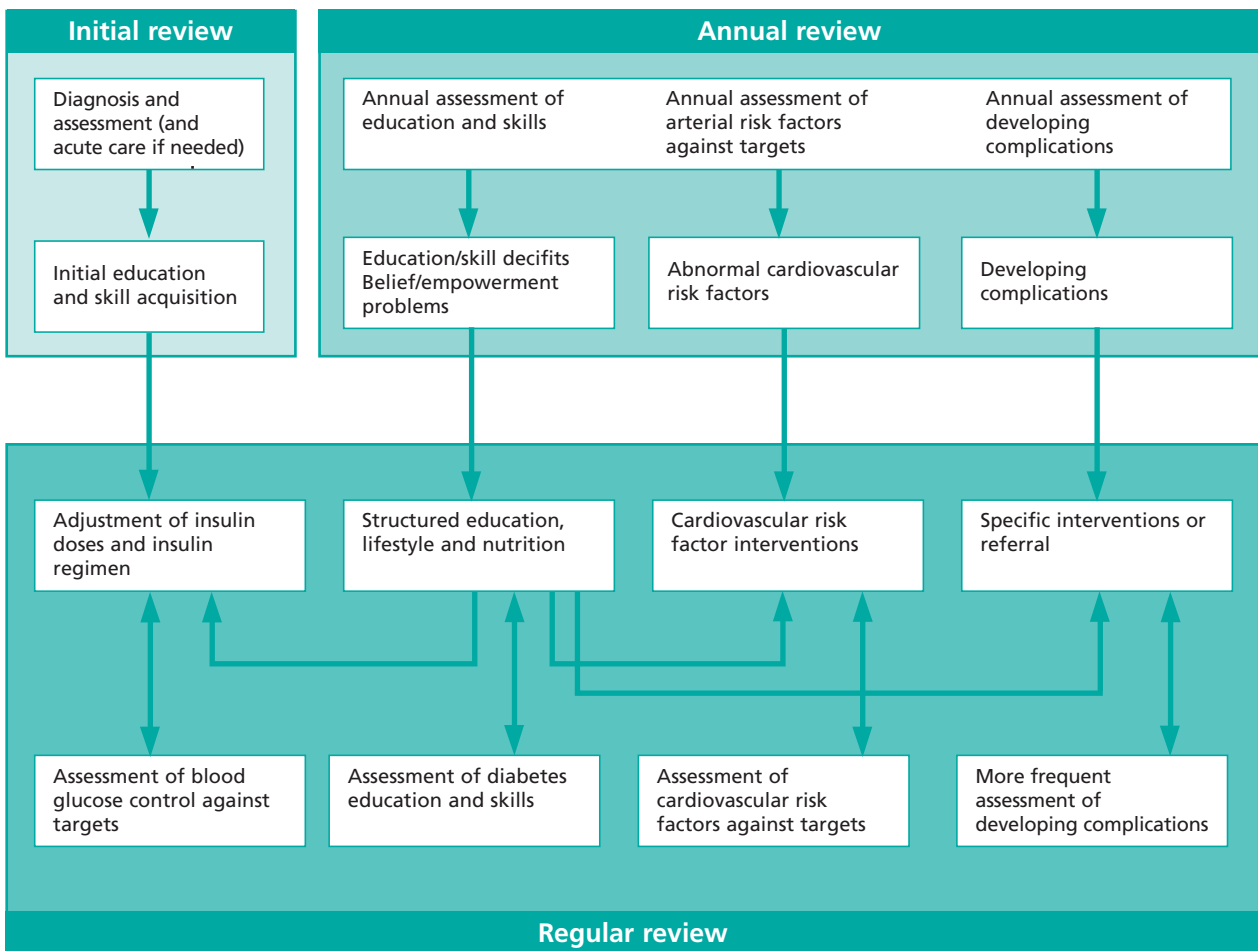 Initial review
Diagnosis and
assessment (and
acute care if needed)
Initial education
and skill acquisition
Annual review
Annual assessment of
education and skills
Annual assessment of
arterial risk factors
against targets
Annual assessment of
developing
complications
Education/skill decifits
Belief/empowerment
problems
Abnormal cardiovascular
risk factors
Developing
complications
Adjustment of insulin
doses and insulin
regimen
Structured education,
lifestyle and nutrition
Cardiovascular risk
factor interventions
Specific interventions or
referral
Assessment of blood
glucose control against
targets
Assessment of diabetes
education and skills
Assessment of
cardiovascular risk
factors against targets
More frequent
assessment of
developing complications
Regular review